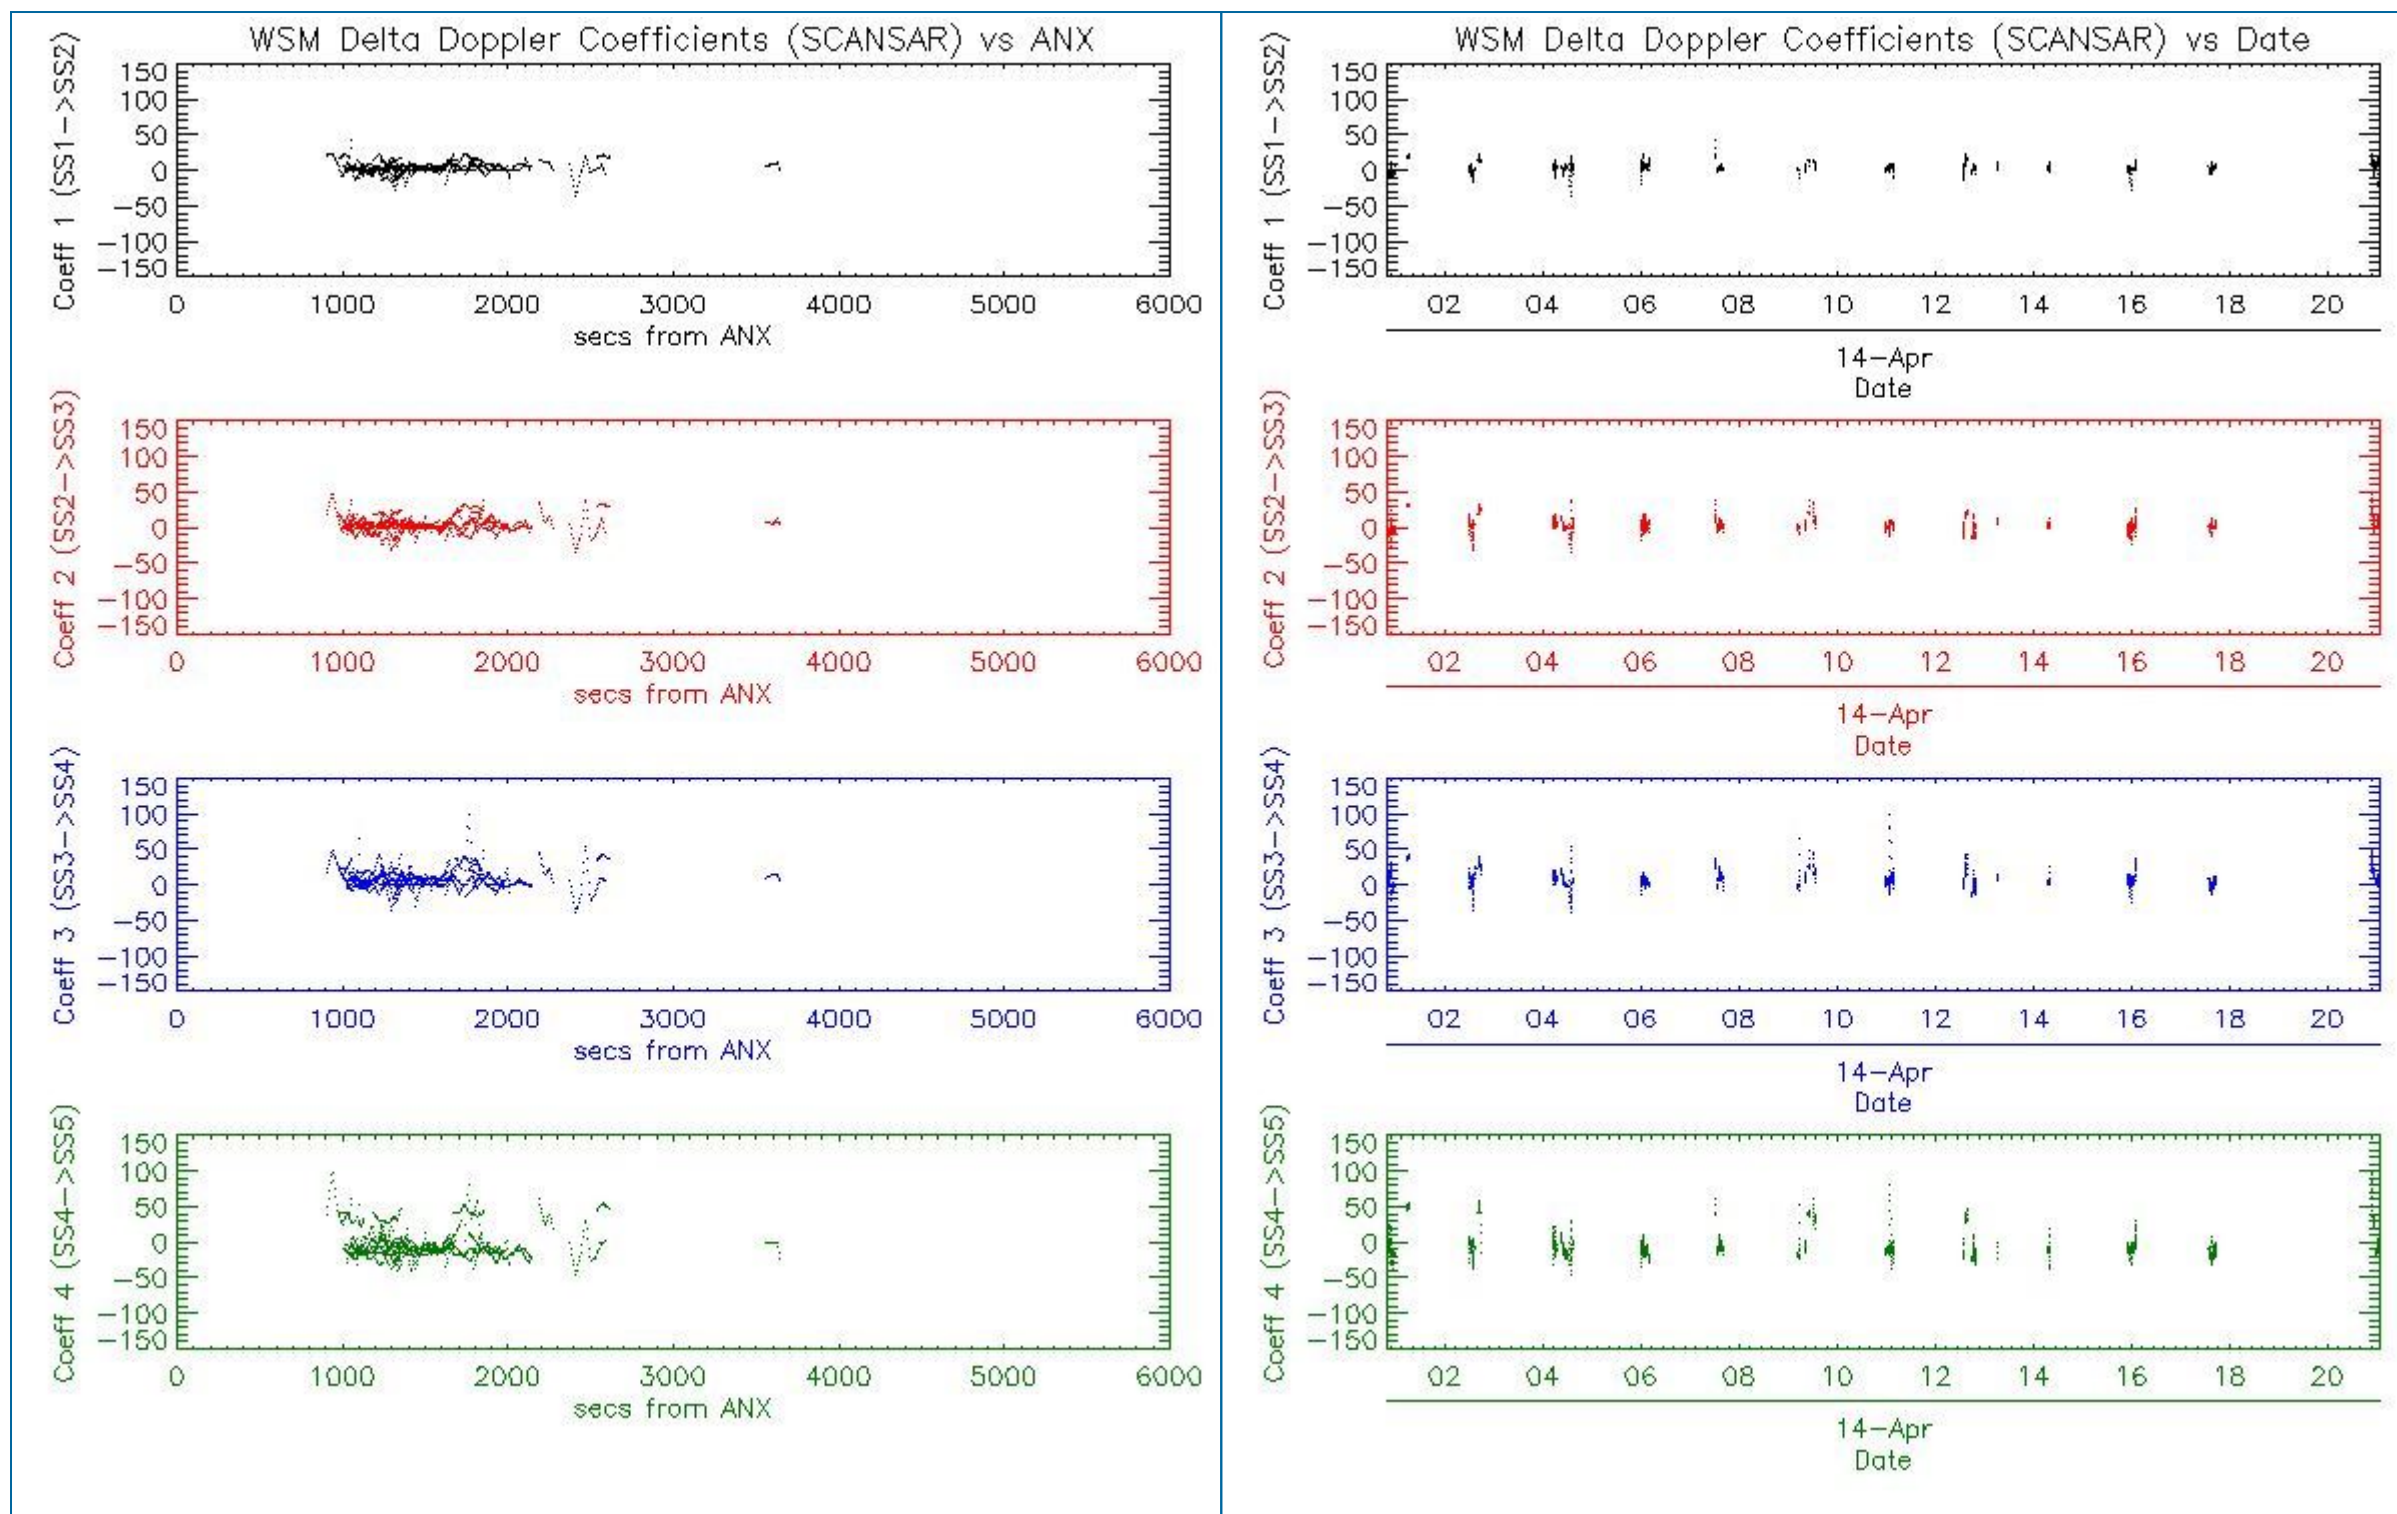 WSM Delta Doppler Coefficients (SCANSAR) vs ANX
Coeff 1 (SS1->SS2)
150
100
50
0
-50
-100
-150
0 1000 2000 3000 4000 5000 6000
secs from ANX
Coeff 2 (SS2->SS3)
150
100
50
0
-50
-100
-150
0 1000 2000 3000 4000 5000 6000
secs from ANX
Coeff 3 (SS3->SS4)
150
100
50
0
-50
-100
-150
0 1000 2000 3000 4000 5000 6000
secs from ANX
Coeff 4 (SS4->SS5)
150
100
50
0
-50
-100
-150
0 1000 2000 3000 4000 5000 6000
secs from ANX
WSM Delta Doppler Coefficients (SCANSAR) vs Date
Coeff 1 (SS1->SS2)
150
100
50
0
-50
-100
-150
02 04 06 08 10 12 14 16 18 20
14-Apr
Date
Coeff 2 (SS2->SS3)
150
100
50
0
-50
-100
-150
02 04 06 08 10 12 14 16 18 20
14-Apr
Date
Coeff 3 (SS3->SS4)
150
100
50
0
-50
-100
-150
02 04 06 08 10 12 14 16 18 20
14-Apr
Date
Coeff 4 (SS4->SS5)
150
100
50
0
-50
-100
-150
02 04 06 08 10 12 14 16 18 20
14-Apr
Date